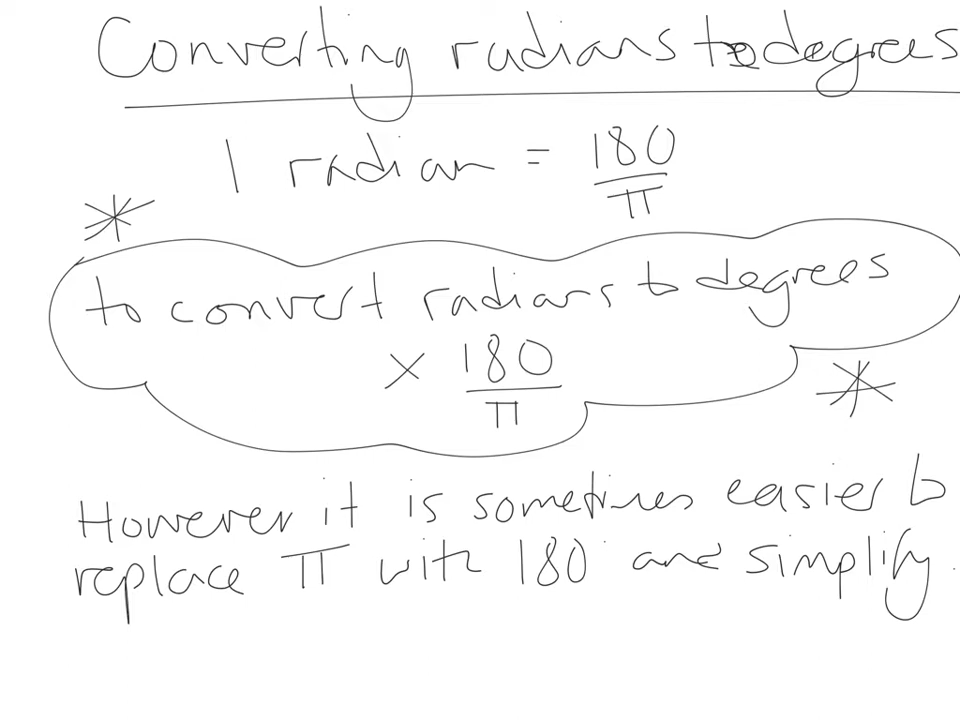 Converting radians to degrees
1 radian = 180/π
* to convert radians to degrees
× 180/π *
However it is sometimes easier to
replace π with 180 and simplify.